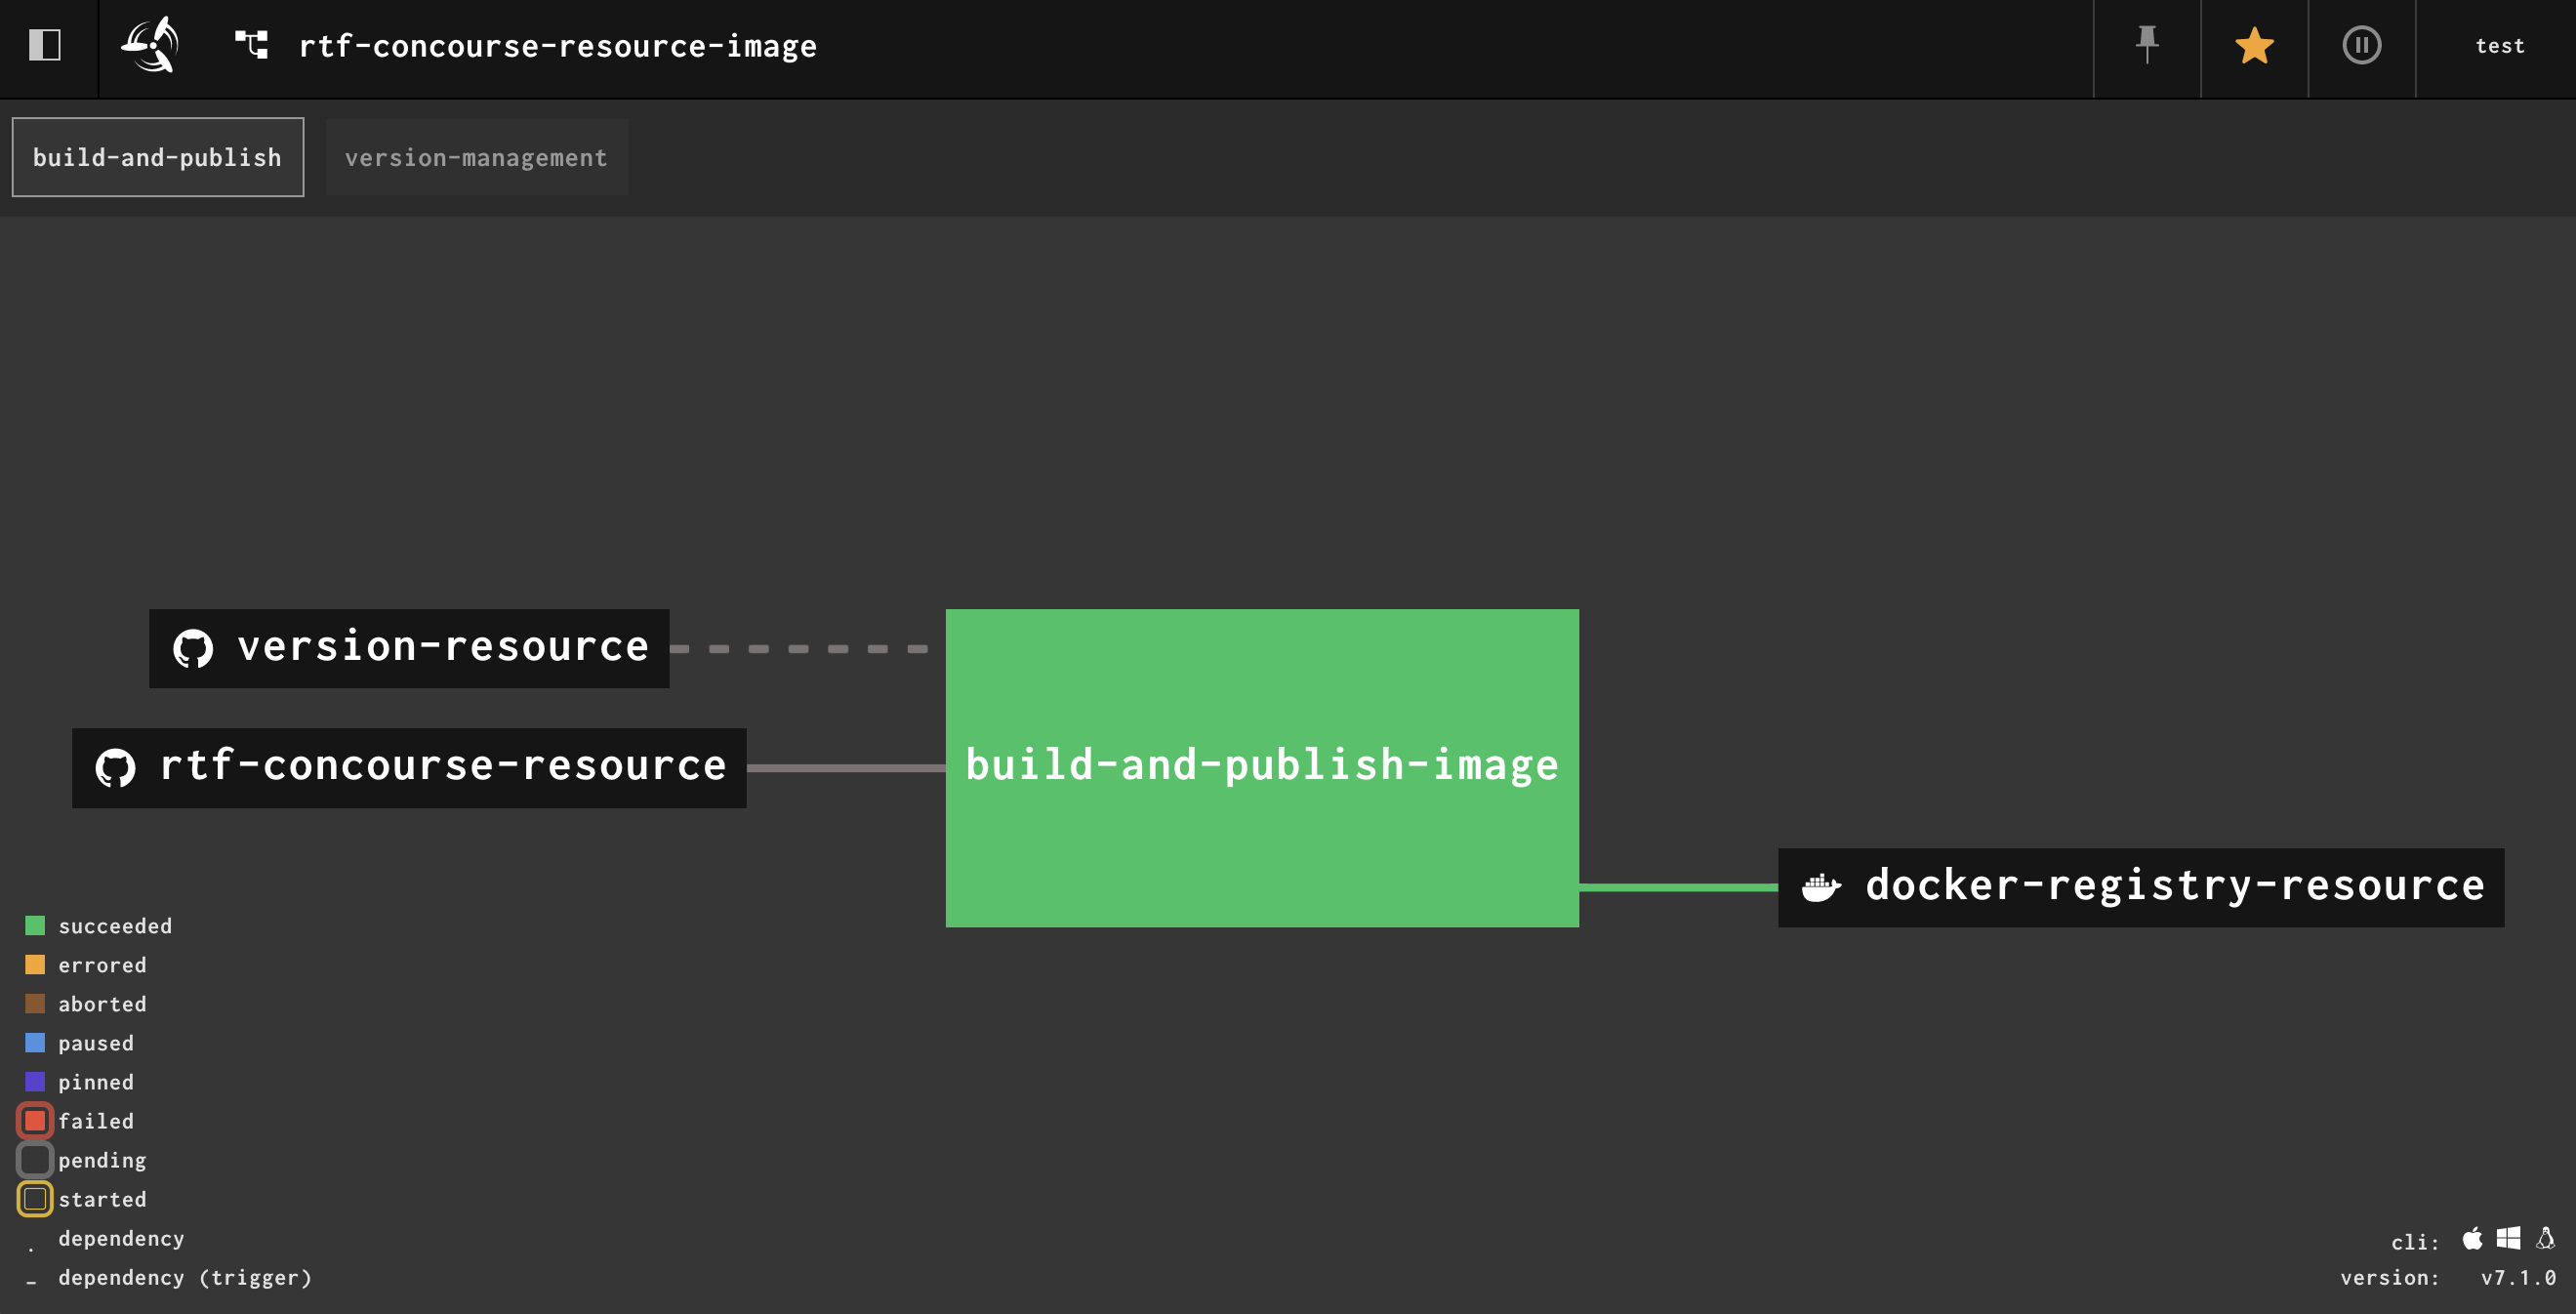 rtf-concourse-resource-image
test
build-and-publish
version-management
version-resource
rtf-concourse-resource
build-and-publish-image
docker-registry-resource
succeeded
errored
aborted
paused
pinned
failed
pending
started
. dependency
- dependency (trigger)
cli:
version: v7.1.0